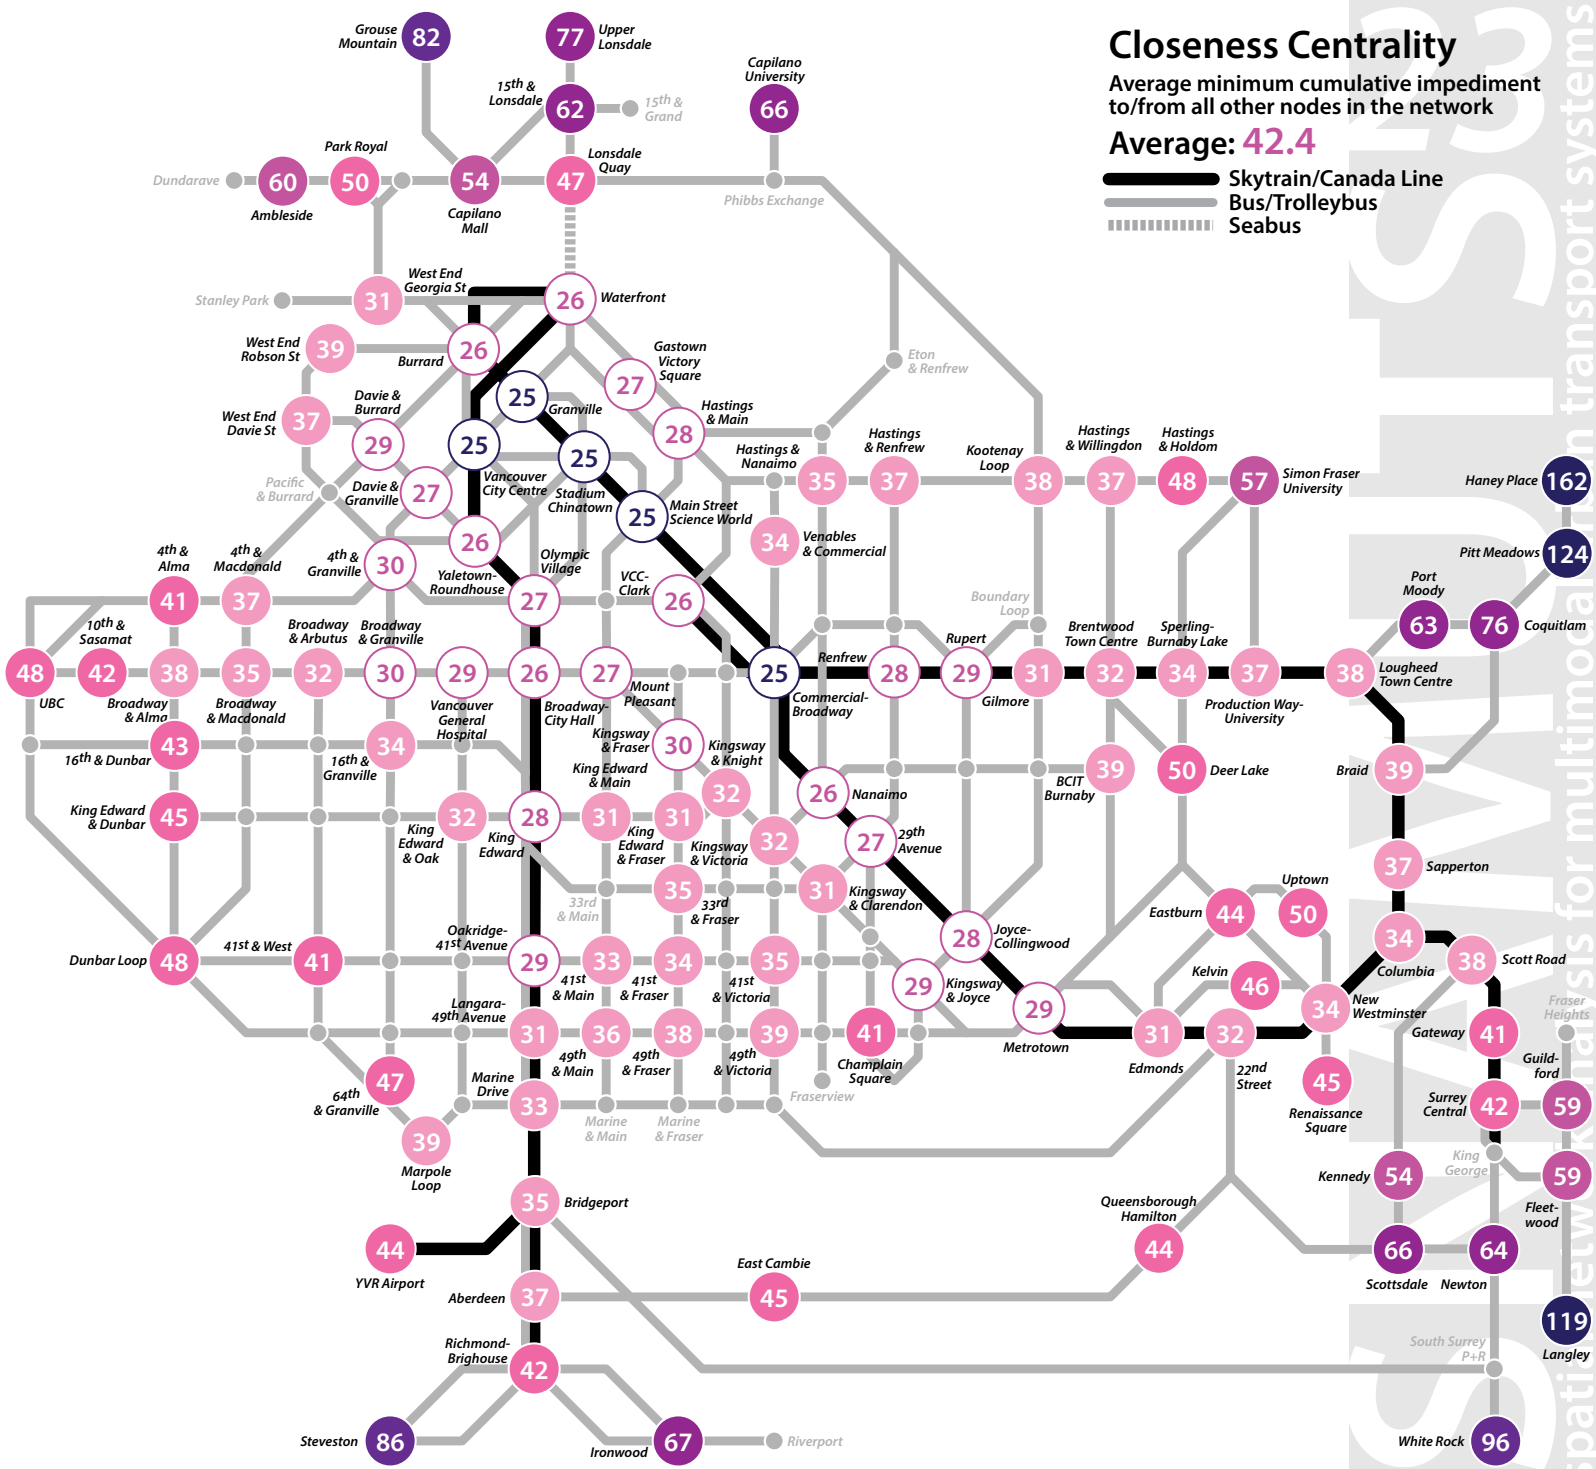 Closeness Centrality
Average minimum cumulative impediment
to/from all other nodes in the network
Average: 42.4
Skytrain/Canada Line
Bus/Trolleybus
Seabus
SNAMUTS 23
spatial network analysis for multimodal urban transport systems
Grouse
Mountain
82
77
Upper
Lonsdale
15th &
Lonsdale
62
15th &
Grand
Capilano
University
66
Dundarave
60
Ambleside
Park Royal
50
54
Capilano
Mall
Lonsdale
Quay
47
Phibbs Exchange
Stanley Park
31
West End
Georgia St
26
Waterfront
West End
Robson St
39
Burrard
26
Gastown
Victory
Square
27
Eton
& Renfrew
25
Granville
West End
Davie St
37
Davie &
Burrard
29
25
Vancouver
City Centre
25
Stadium
Chinatown
Hastings
& Main
28
Pacific
& Burrard
Davie &
Granville
27
Hastings &
Nanaimo
35
Hastings
& Renfrew
37
Kootenay
Loop
38
Hastings
& Willingdon
37
Hastings
& Holdom
48
57
Simon Fraser
University
Haney Place
162
25
Main Street
Science World
26
Yaletown-
Roundhouse
34
Venables
& Commercial
Pitt Meadows
124
4th &
Alma
41
4th &
Macdonald
37
4th &
Granville
30
Olympic
Village
27
VCC-
Clark
26
Boundary
Loop
Port
Moody
63
76
Coquitlam
48
UBC
10th &
Sasamat
42
38
Broadway
& Alma
35
Broadway
& Macdonald
Broadway
& Arbutus
32
Broadway
& Granville
30
29
Vancouver
General
Hospital
26
Broadway-
City Hall
27
Mount
Pleasant
25
Commercial-
Broadway
Renfrew
28
Rupert
29
31
Gilmore
Brentwood
Town Centre
32
Sperling-
Burnaby Lake
34
37
Production Way-
University
38
Lougheed
Town Centre
43
16th & Dunbar
34
16th &
Granville
Kingsway
& Fraser
30
Kingsway
& Knight
32
26
Nanaimo
39
BCIT
Burnaby
50
Deer Lake
Braid
39
King Edward
& Dunbar
45
32
King
Edward
& Oak
28
King
Edward
King Edward
& Main
31
31
King
Edward
& Fraser
32
Kingsway
& Victoria
27
29th
Avenue
37
Sapperton
33rd
& Main
35
33rd
& Fraser
31
Kingsway
& Clarendon
Eastburn
44
Uptown
50
Dunbar Loop
48
41st & West
41
Oakridge-
41st Avenue
29
33
41st
& Main
34
41st
& Fraser
35
41st
& Victoria
28
Joyce-
Collingwood
34
Columbia
38
Scott Road
29
Kingsway
& Joyce
Kelvin
46
Langara-
49th Avenue
31
36
49th
& Main
38
49th
& Fraser
39
49th
& Victoria
41
Champlain
Square
29
Metrotown
31
Edmonds
32
22nd
Street
34
New
Westminster
Gateway
41
Fraser
Heights
64th
& Granville
47
Marine
Drive
33
Marine
& Main
Marine
& Fraser
Fraserview
45
Renaissance
Square
Surrey
Central
42
Guild-
ford
59
39
Marpole
Loop
King
George
Kennedy
54
59
Fleet-
wood
35
Bridgeport
44
YVR Airport
Queensborough
Hamilton
44
66
Scottsdale
64
Newton
Aberdeen
37
East Cambie
45
119
Langley
Richmond-
Brighouse
42
South Surrey
P+R
Steveston
86
Ironwood
67
Riverport
White Rock
96